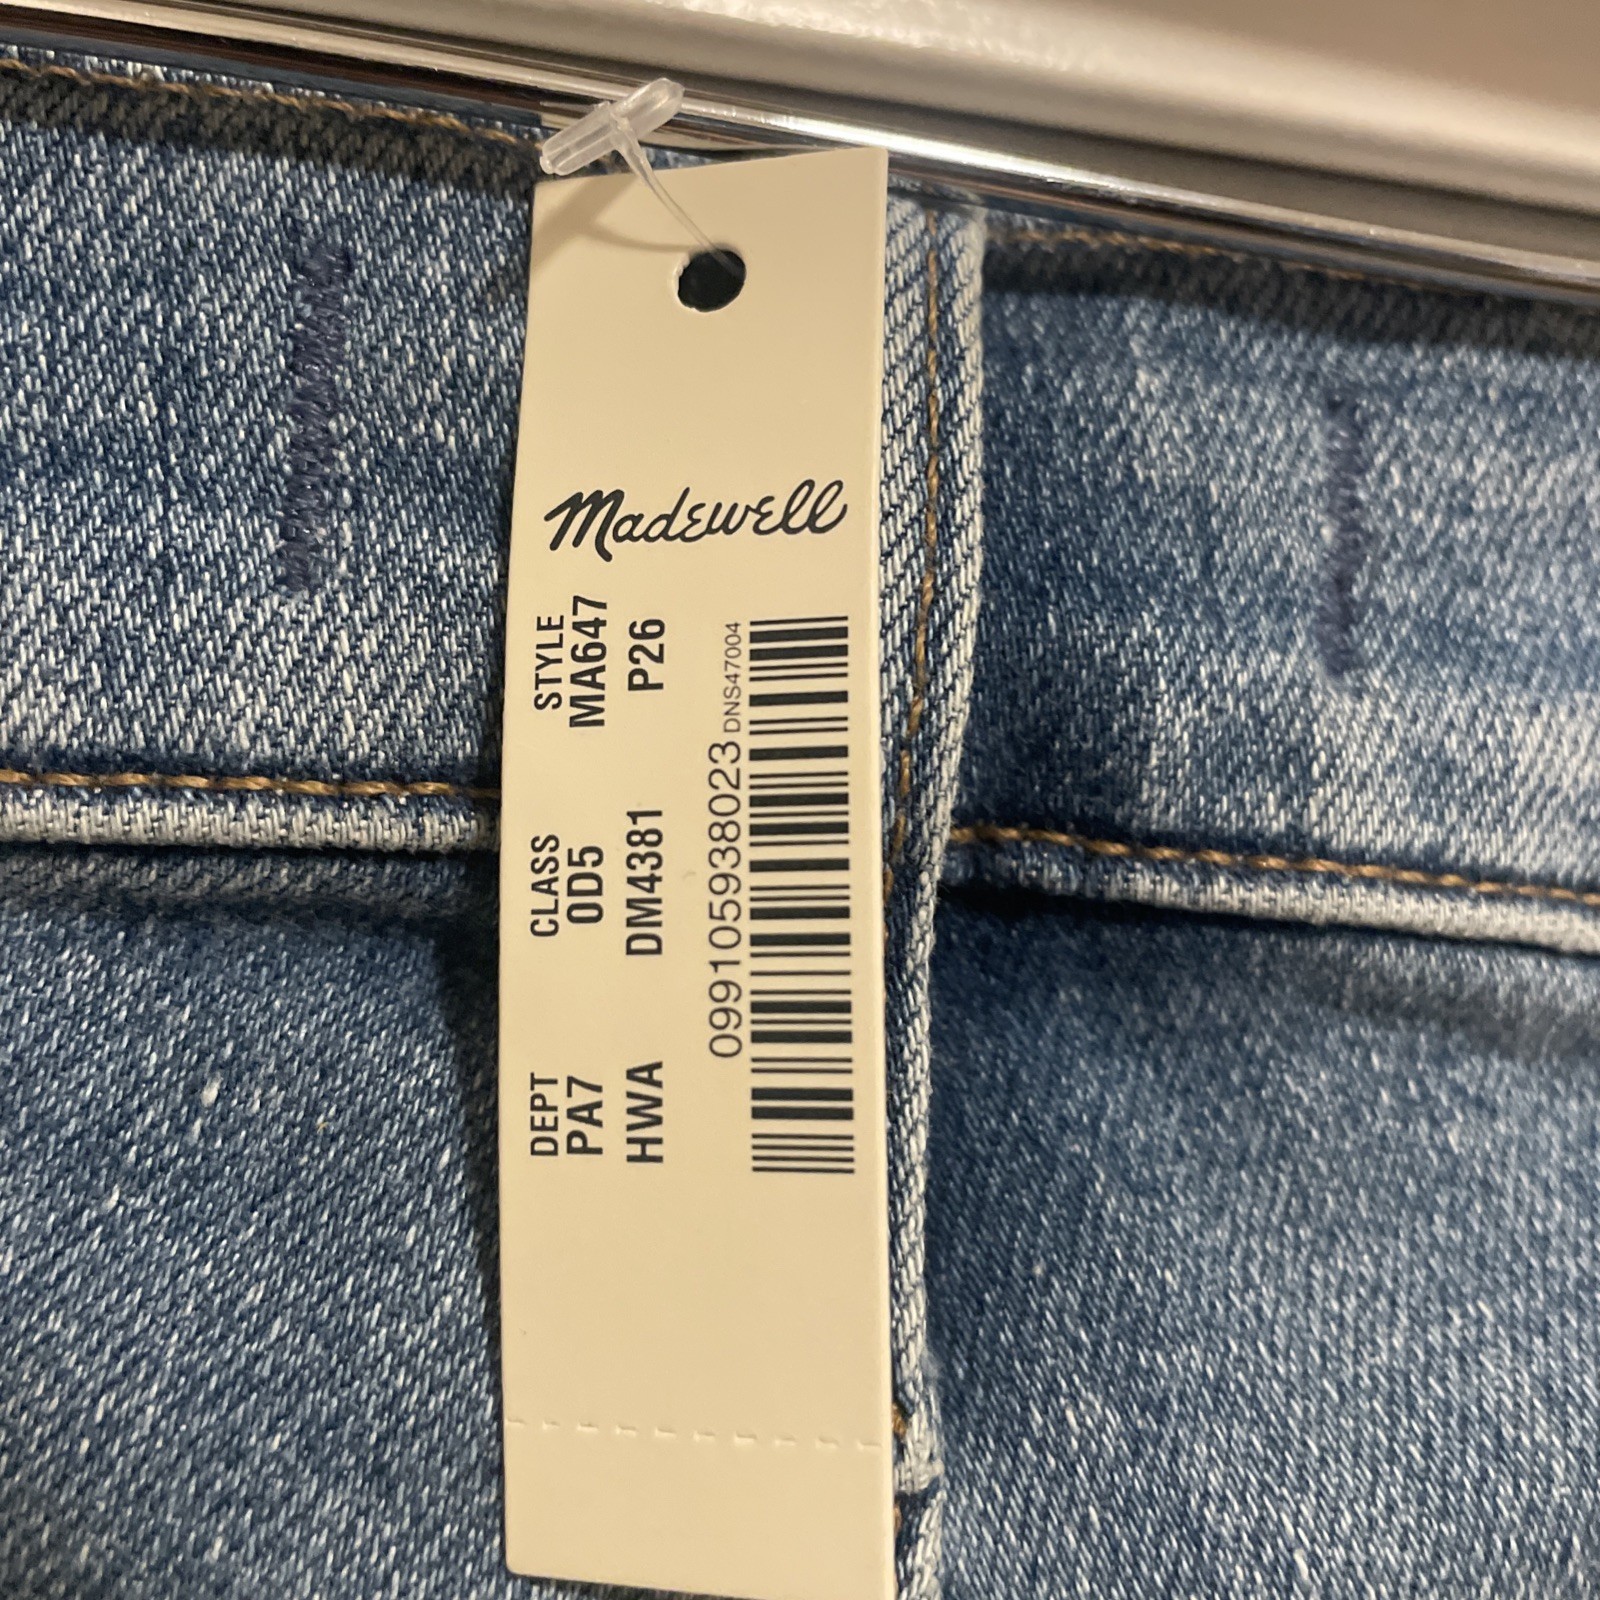 Madewell
DEPT CLASS STYLE
PA7 0D5 MA647
HWA DM4381 P26
099105938023 DNS47004